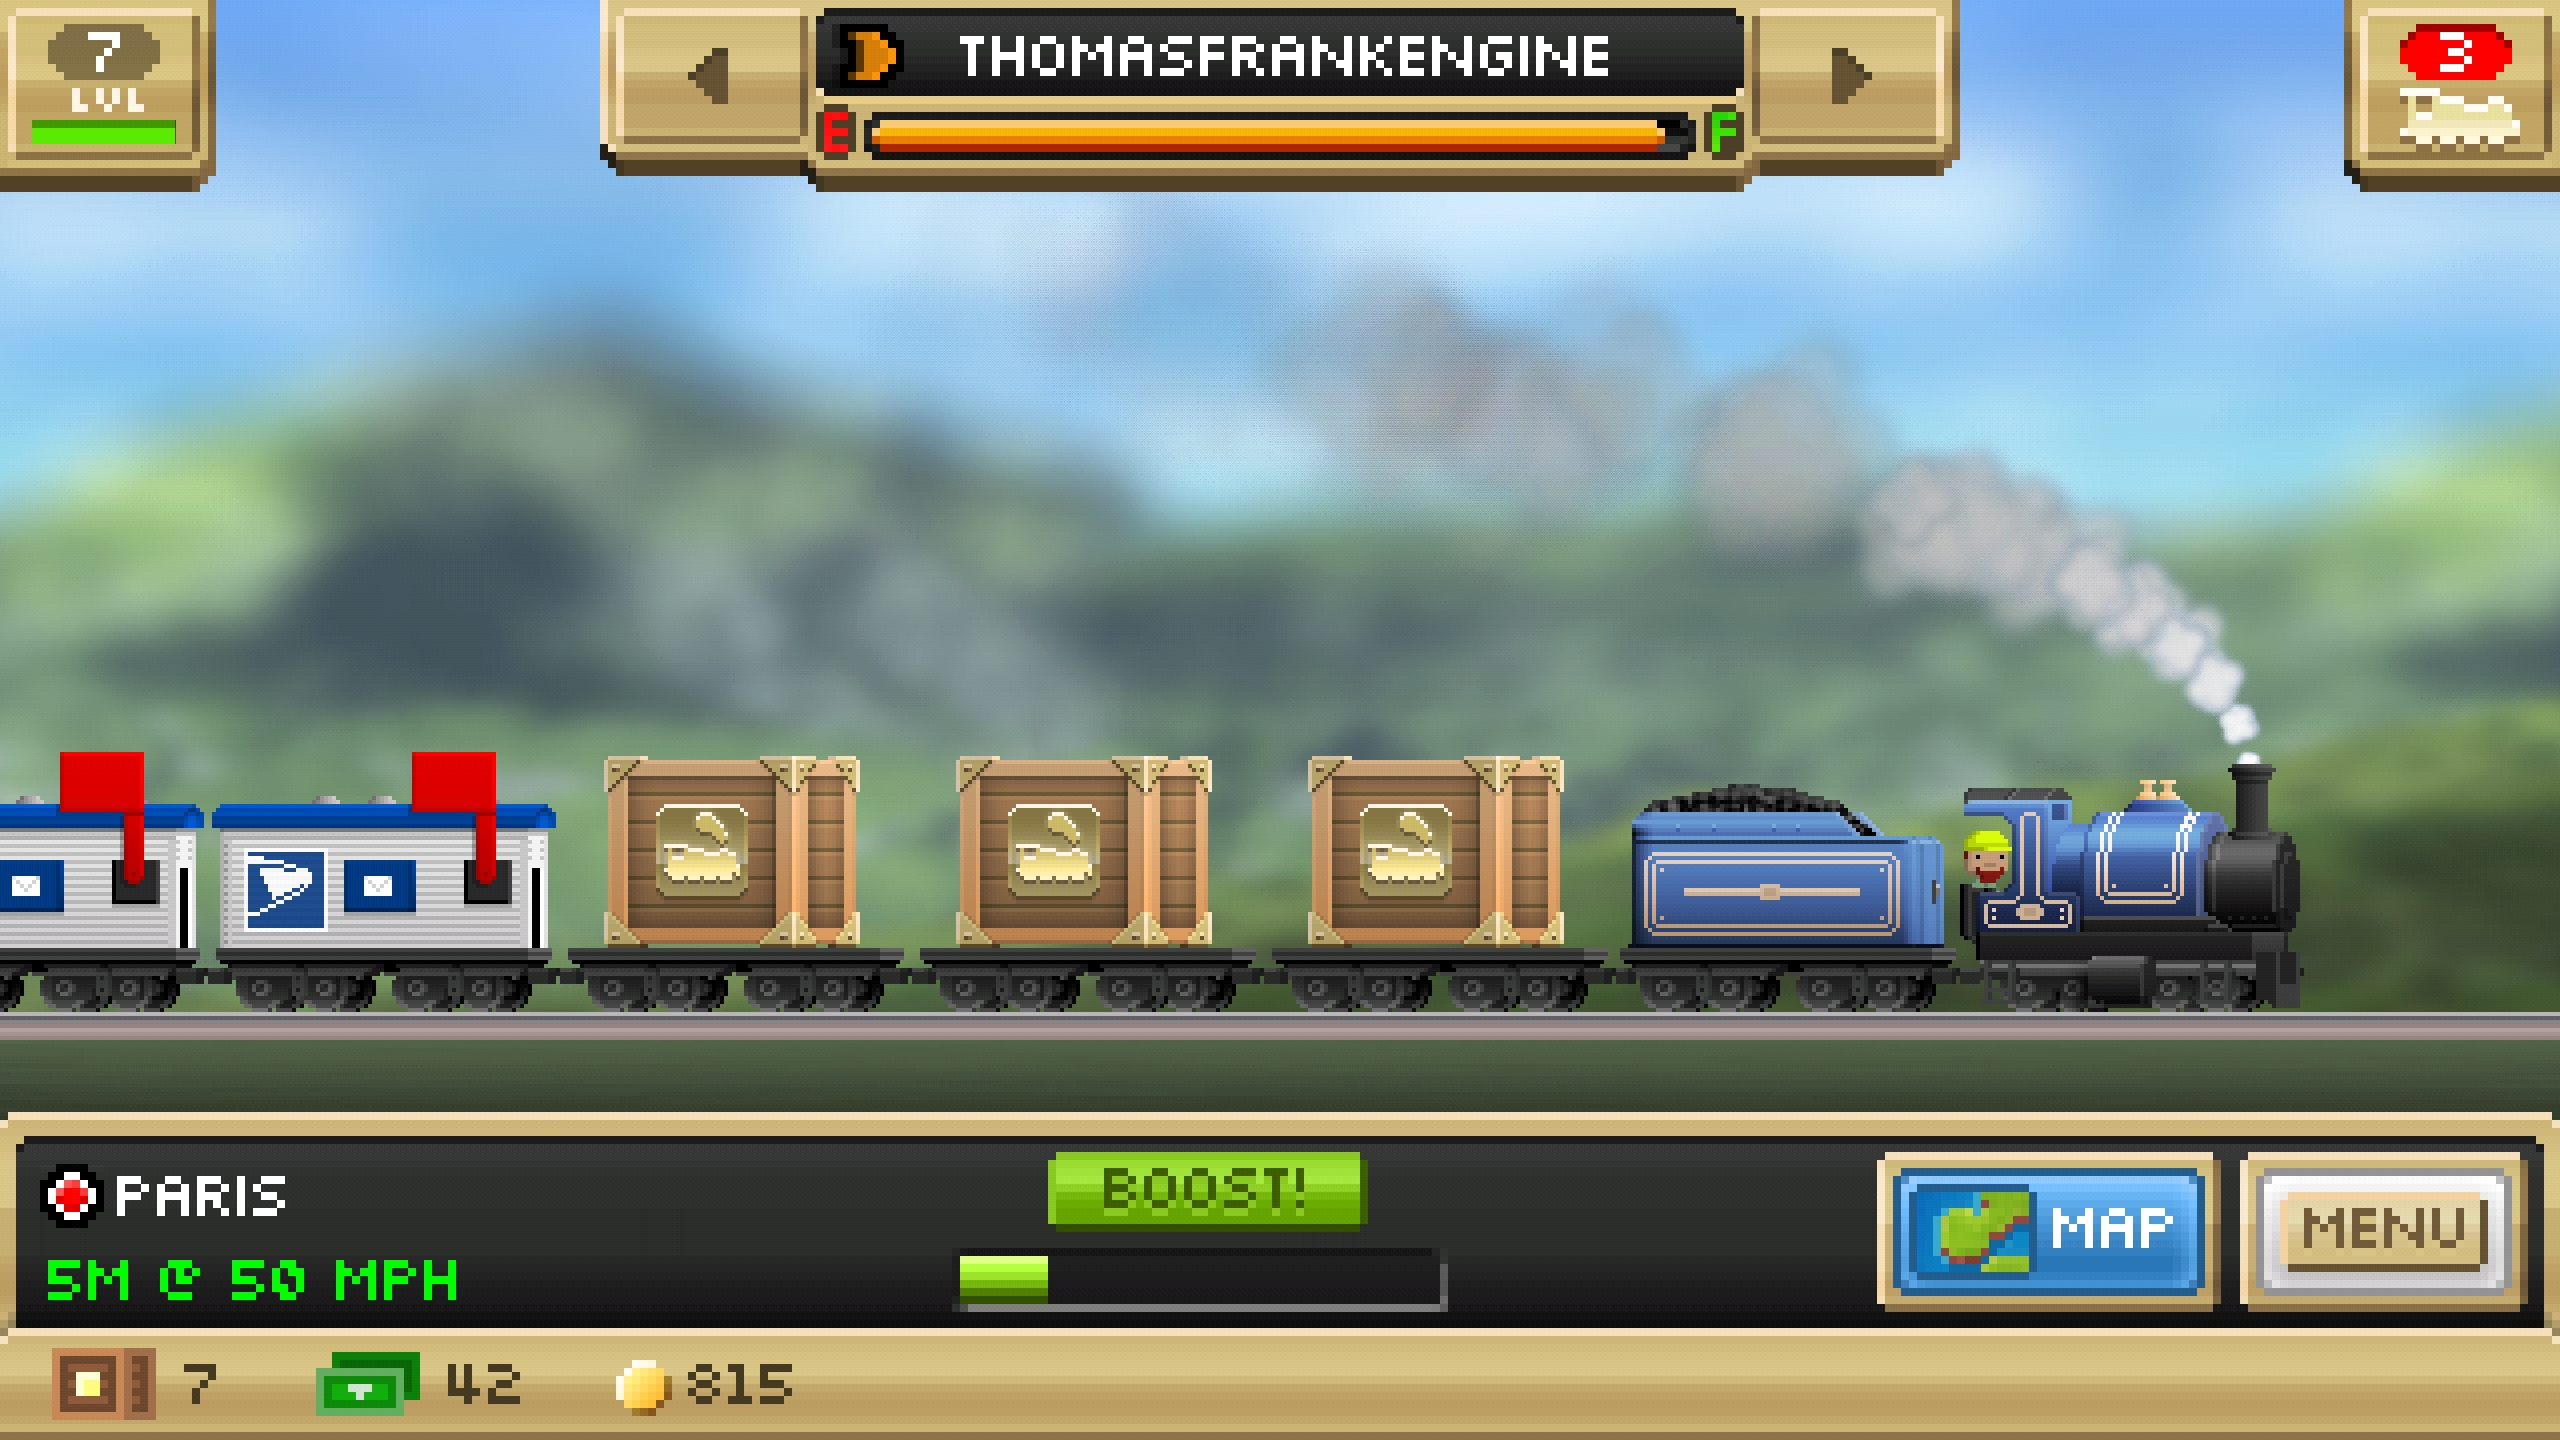 7
LVL
THOMASFRANKENGINE
E F
3
PARIS
5M @ 50 MPH
BOOST!
MAP
MENU
7 42 815